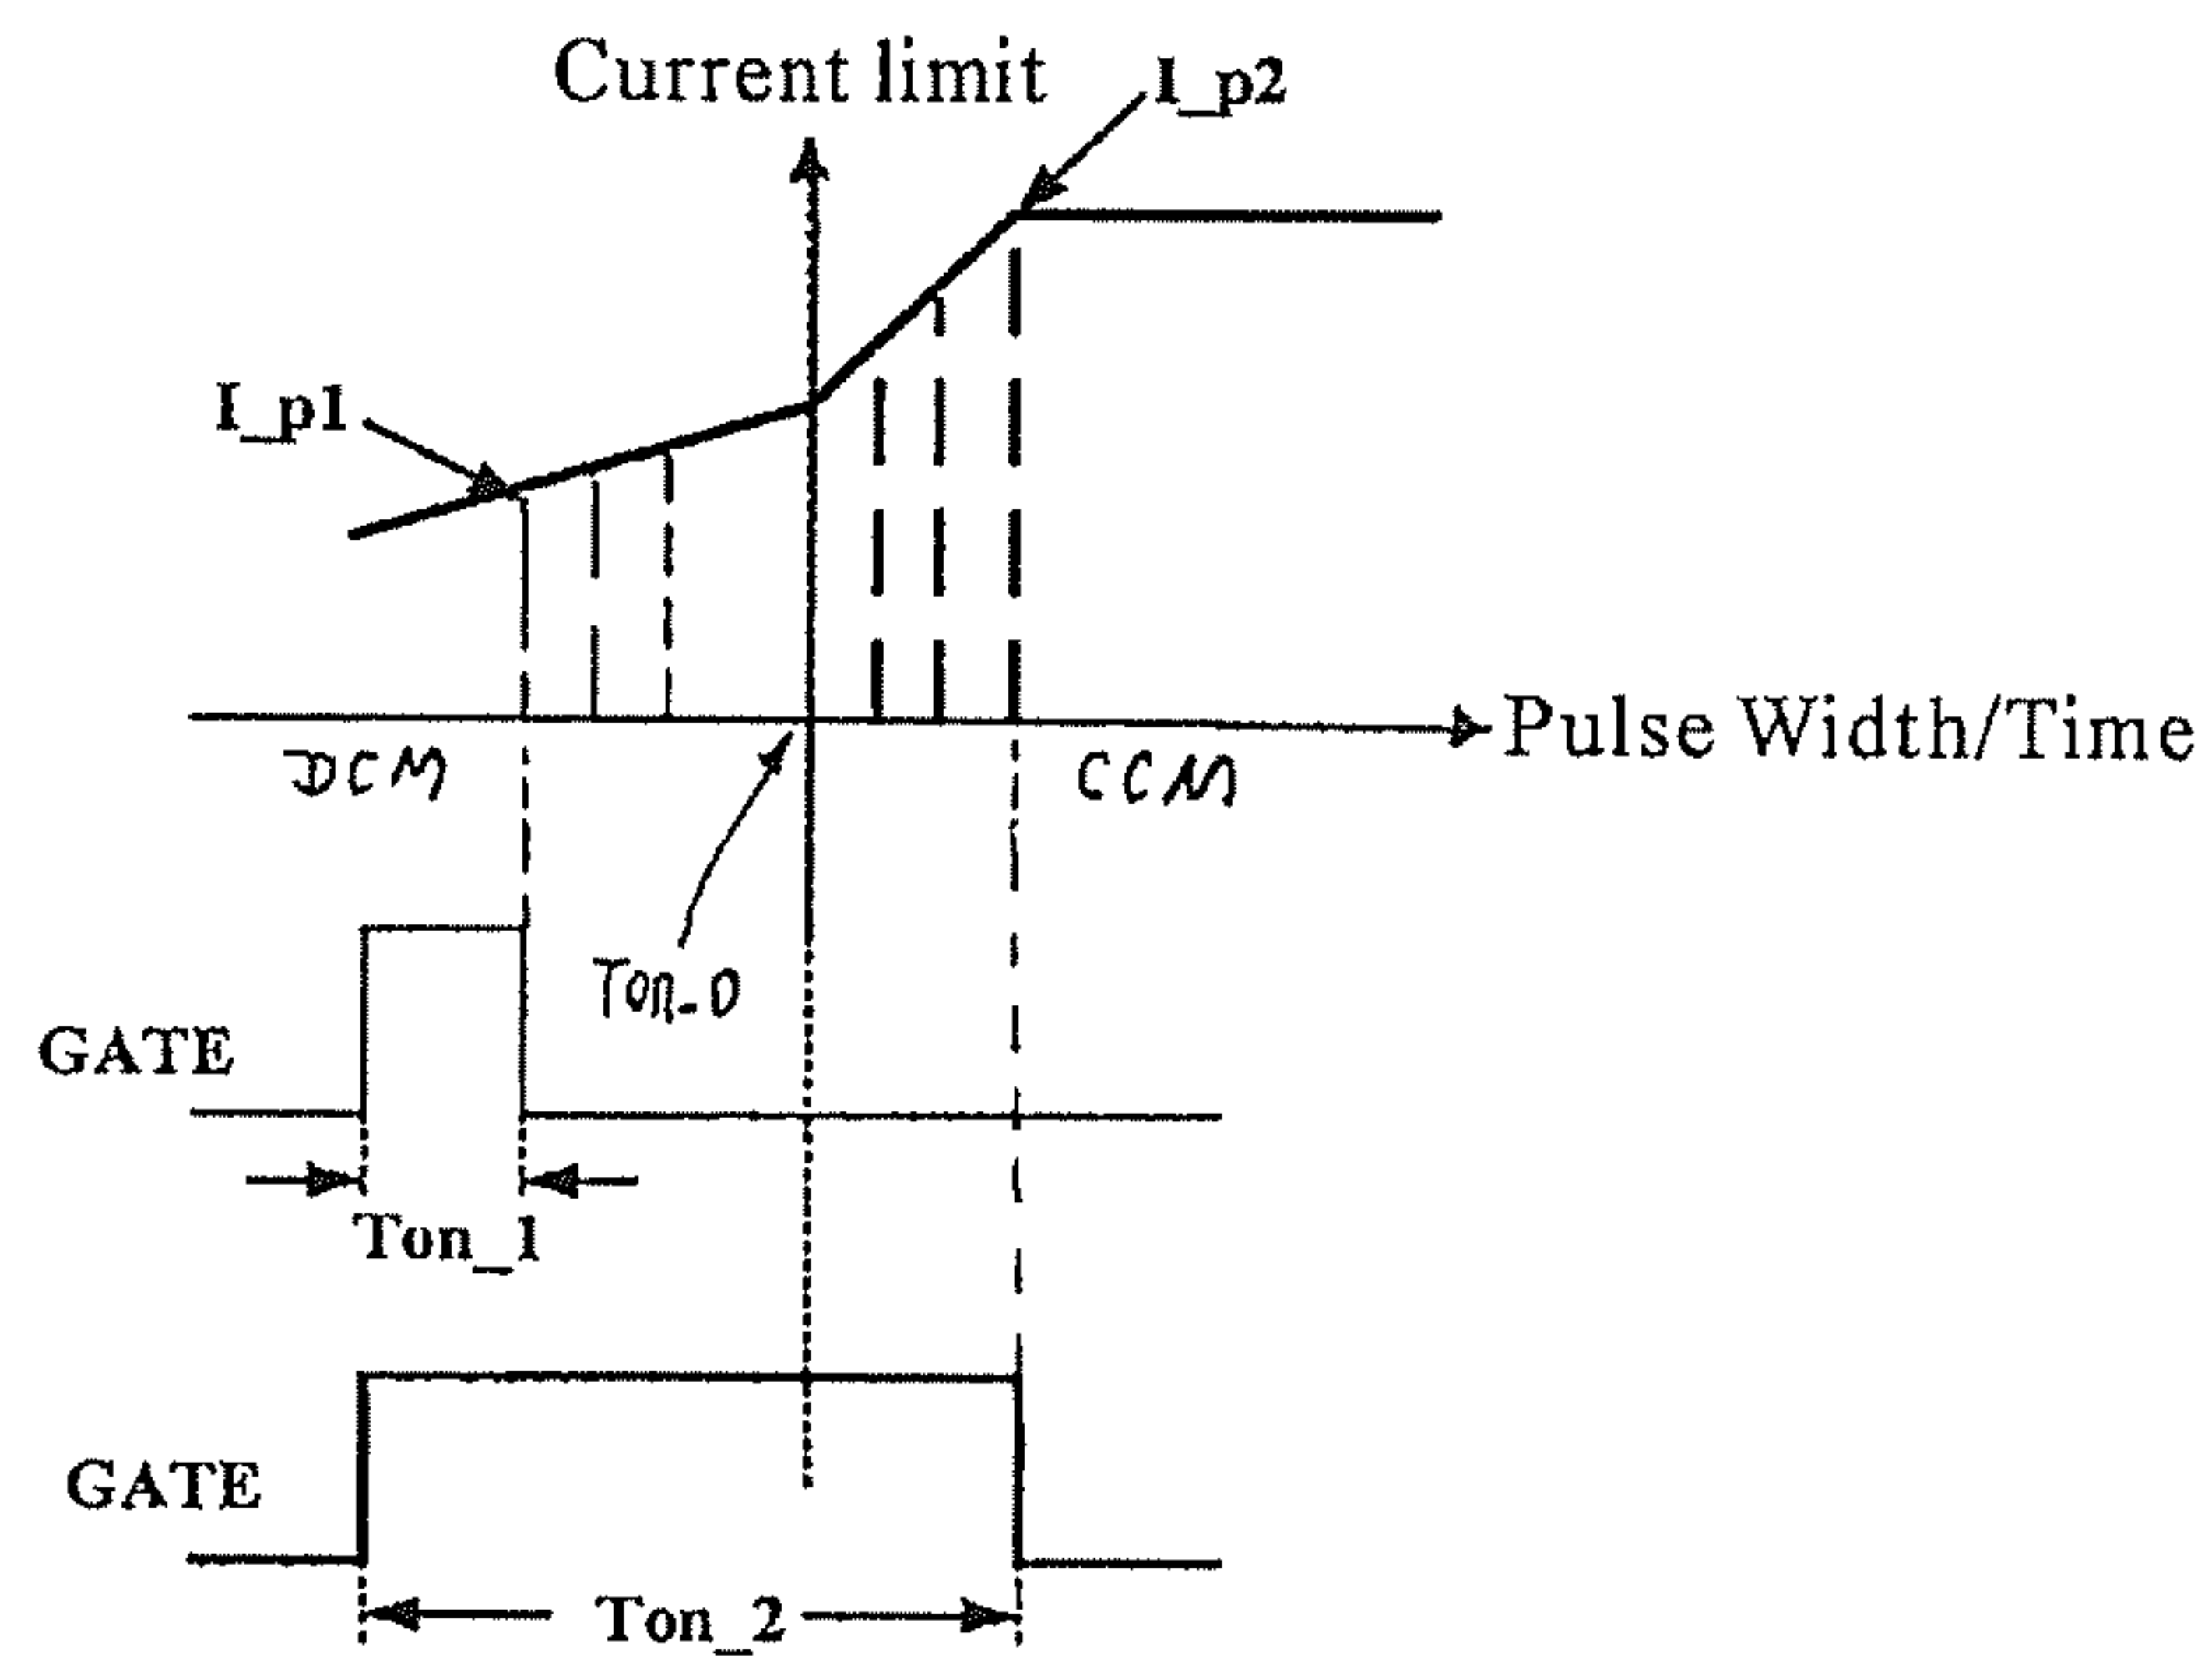 Current limit
I_p2
I_p1
Pulse Width/Time
DCM
CCM
Ton-0
GATE
Ton_1
GATE
Ton_2